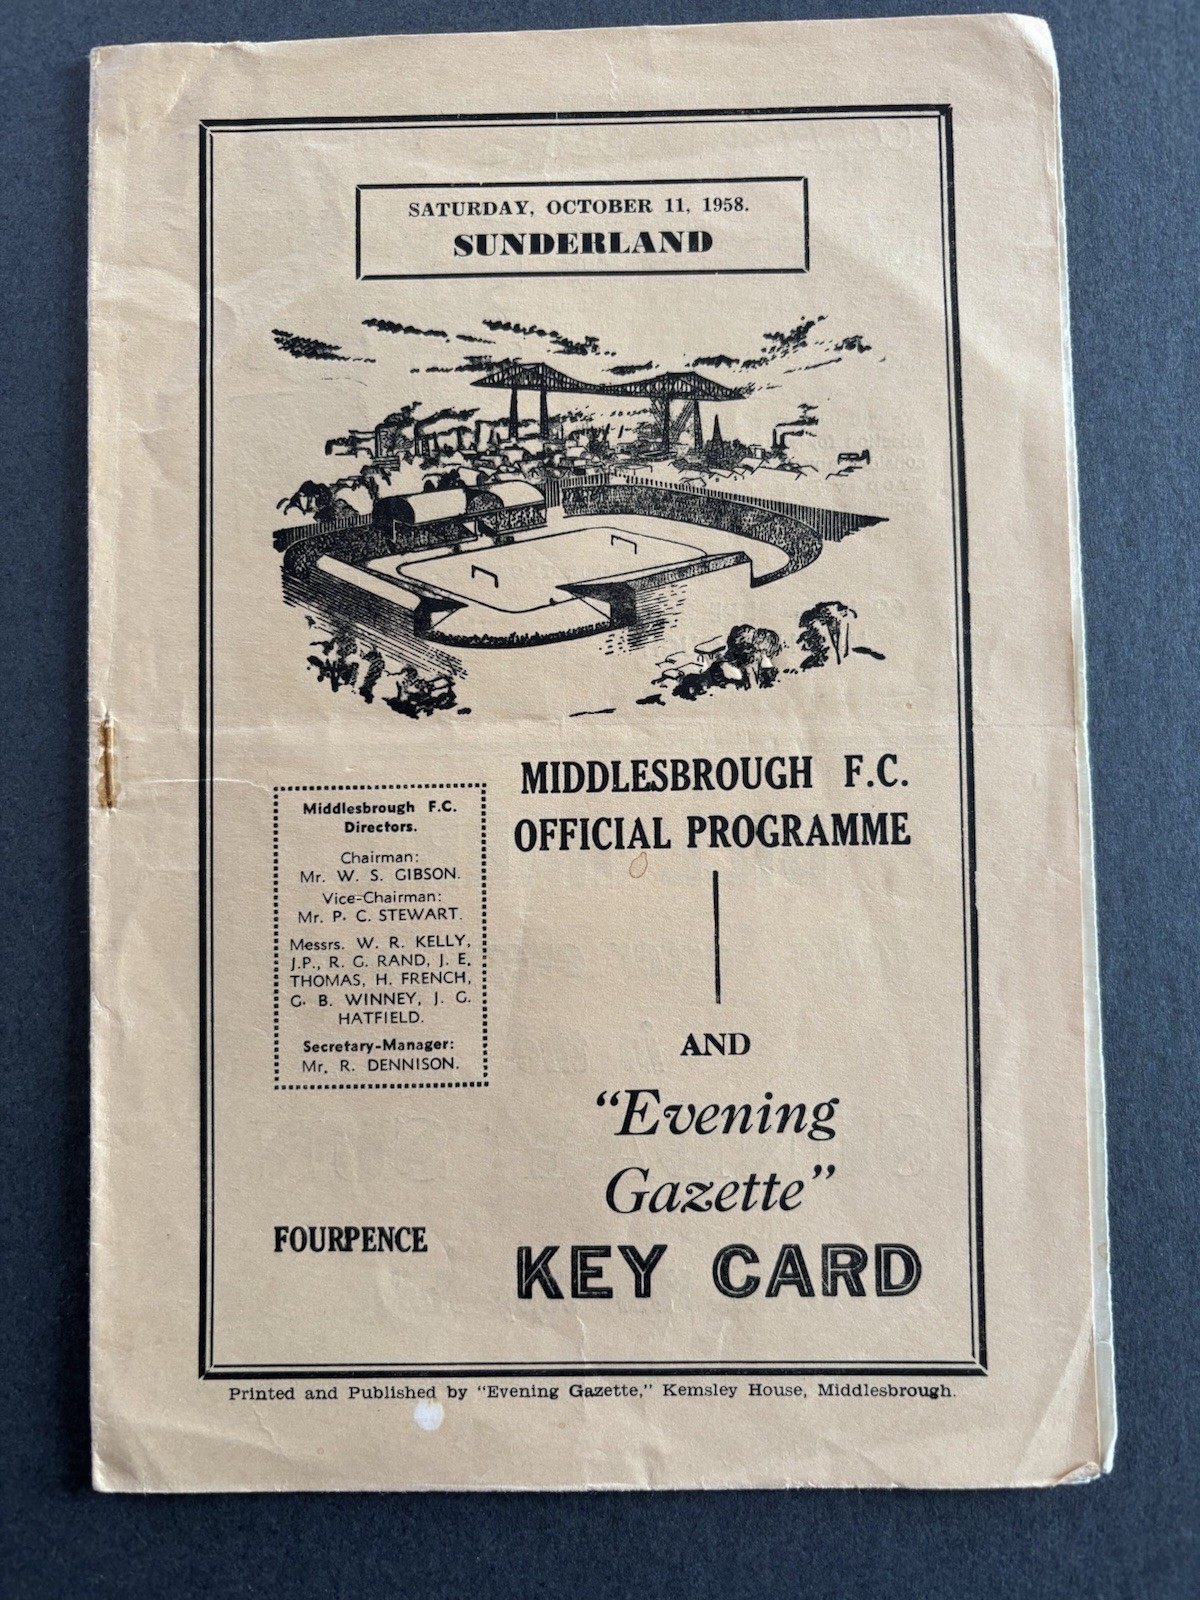 SATURDAY, OCTOBER 11, 1958.
SUNDERLAND
MIDDLESBROUGH F.C.
OFFICIAL PROGRAMME
Middlesbrough F.C.
Directors.
Chairman:
Mr. W. S. GIBSON.
Vice-Chairman:
Mr. P. C. STEWART.
Messrs. W. R. KELLY,
J.P., R. G. RAND, J. E.
THOMAS, H. FRENCH,
G. B. WINNEY, J. G.
HATFIELD.
Secretary-Manager:
Mr. R. DENNISON.
AND
"Evening
Gazette"
KEY CARD
FOURPENCE
Printed and Published by "Evening Gazette," Kemsley House, Middlesbrough.